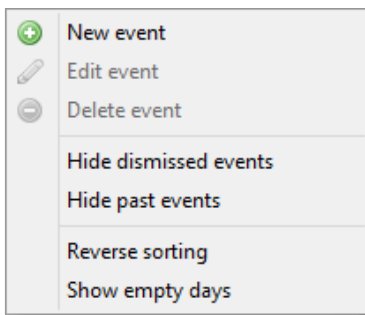 New event
Edit event
Delete event
Hide dismissed events
Hide past events
Reverse sorting
Show empty days